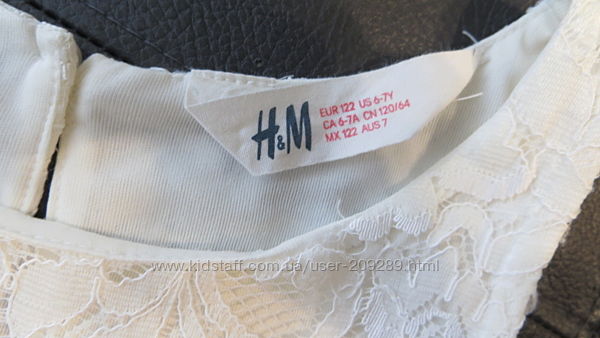 H&M
EUR 122 US 6-7Y
CA 6-7A CN 120/64
MX 122 AUS 7
www.kidstaff.com.ua/user-209289.html